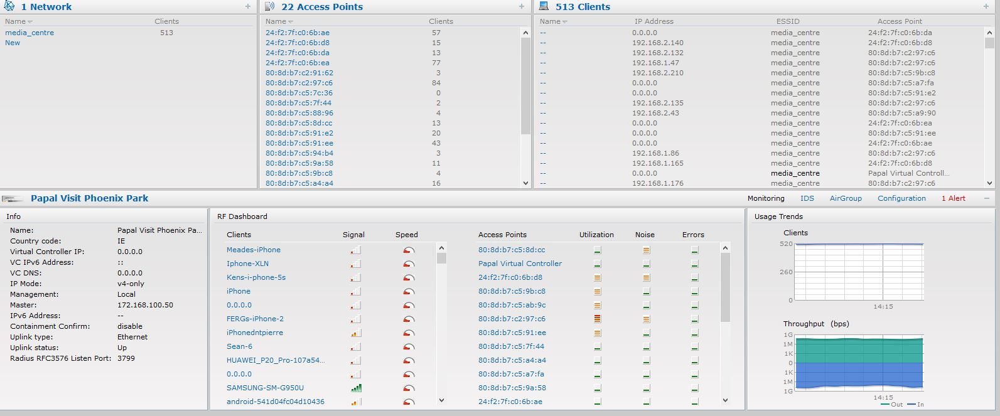 1 Network +
Name Clients
media_centre 513
New
22 Access Points +
Name Clients
24:f2:7f:c0:6b:ae 57
24:f2:7f:c0:6b:d8 15
24:f2:7f:c0:6b:da 13
24:f2:7f:c0:6b:ea 77
80:8d:b7:c2:91:62 3
80:8d:b7:c2:97:c6 84
80:8d:b7:c5:7c:36 0
80:8d:b7:c5:7f:44 2
80:8d:b7:c5:88:96 4
80:8d:b7:c5:8d:cc 13
80:8d:b7:c5:91:e2 20
80:8d:b7:c5:91:ee 43
80:8d:b7:c5:94:b4 3
80:8d:b7:c5:9a:58 11
80:8d:b7:c5:9b:c8 4
80:8d:b7:c5:a4:a4 16
513 Clients +
Name IP Address ESSID Access Point
-- 0.0.0.0 media_centre 24:f2:7f:c0:6b:da
-- 192.168.2.140 media_centre 24:f2:7f:c0:6b:d8
-- 192.168.2.132 media_centre 80:8d:b7:c2:97:c6
-- 192.168.1.47 media_centre 80:8d:b7:c2:97:c6
-- 192.168.2.210 media_centre 80:8d:b7:c5:9b:c8
-- 0.0.0.0 media_centre 80:8d:b7:c5:a7:fa
-- 0.0.0.0 media_centre 80:8d:b7:c5:91:e2
-- 192.168.2.135 media_centre 80:8d:b7:c2:97:c6
-- 192.168.2.43 media_centre 80:8d:b7:c5:a9:90
-- 0.0.0.0 media_centre 24:f2:7f:c0:6b:ea
-- 0.0.0.0 media_centre 80:8d:b7:c5:91:ee
-- 0.0.0.0 media_centre 24:f2:7f:c0:6b:ae
-- 192.168.1.86 media_centre 80:8d:b7:c2:97:c6
-- 192.168.1.165 media_centre 24:f2:7f:c0:6b:d8
-- 0.0.0.0 media_centre Papal Virtual Controll...
-- 192.168.1.176 media_centre 80:8d:b7:c2:97:c6
Papal Visit Phoenix Park Monitoring IDS AirGroup Configuration 1 Alert –
Info
Name: Papal Visit Phoenix Pa...
Country code: IE
Virtual Controller IP: 0.0.0.0
VC IPv6 Address: ::
VC DNS: 0.0.0.0
IP Mode: v4-only
Management: Local
Master: 172.168.100.50
IPv6 Address: --
Containment Confirm: disable
Uplink type: Ethernet
Uplink status: Up
Radius RFC3576 Listen Port: 3799
RF Dashboard
Clients Signal Speed
Meades-iPhone
Iphone-XLN
Kens-i-phone-5s
iPhone
0.0.0.0
FERGs-iPhone-2
iPhonedntpierre
Sean-6
HUAWEI_P20_Pro-107a54...
0.0.0.0
SAMSUNG-SM-G950U
android-541d04fc04d10436
Access Points Utilization Noise Errors
80:8d:b7:c5:8d:cc
Papal Virtual Controller
24:f2:7f:c0:6b:d8
80:8d:b7:c5:9b:c8
80:8d:b7:c5:ab:9c
80:8d:b7:c2:97:c6
80:8d:b7:c5:91:ee
80:8d:b7:c5:7f:44
80:8d:b7:c5:a4:a4
80:8d:b7:c5:a7:fa
80:8d:b7:c5:9a:58
24:f2:7f:c0:6b:ae
Usage Trends
Clients
520
260
0
14:15
Throughput (bps)
1G
1M
1K
0
1K
1M
1G
14:15
Out In